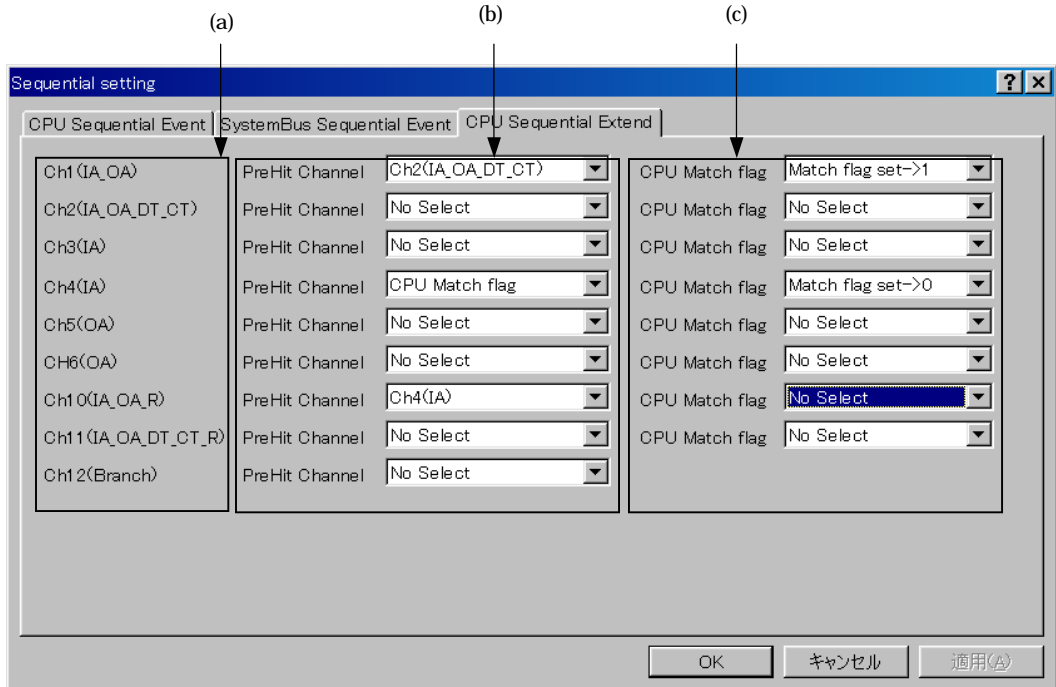 (a) (b) (c)
Sequential setting
CPU Sequential Event SystemBus Sequential Event CPU Sequential Extend
Ch1(IA_OA) PreHit Channel Ch2(IA_OA_DT_CT) CPU Match flag Match flag set->1
Ch2(IA_OA_DT_CT) PreHit Channel No Select CPU Match flag No Select
Ch3(IA) PreHit Channel No Select CPU Match flag No Select
Ch4(IA) PreHit Channel CPU Match flag CPU Match flag Match flag set->0
Ch5(OA) PreHit Channel No Select CPU Match flag No Select
CH6(OA) PreHit Channel No Select CPU Match flag No Select
Ch10(IA_OA_R) PreHit Channel Ch4(IA) CPU Match flag No Select
Ch11(IA_OA_DT_CT_R) PreHit Channel No Select CPU Match flag No Select
Ch12(Branch) PreHit Channel No Select
OK キャンセル 適用(A)